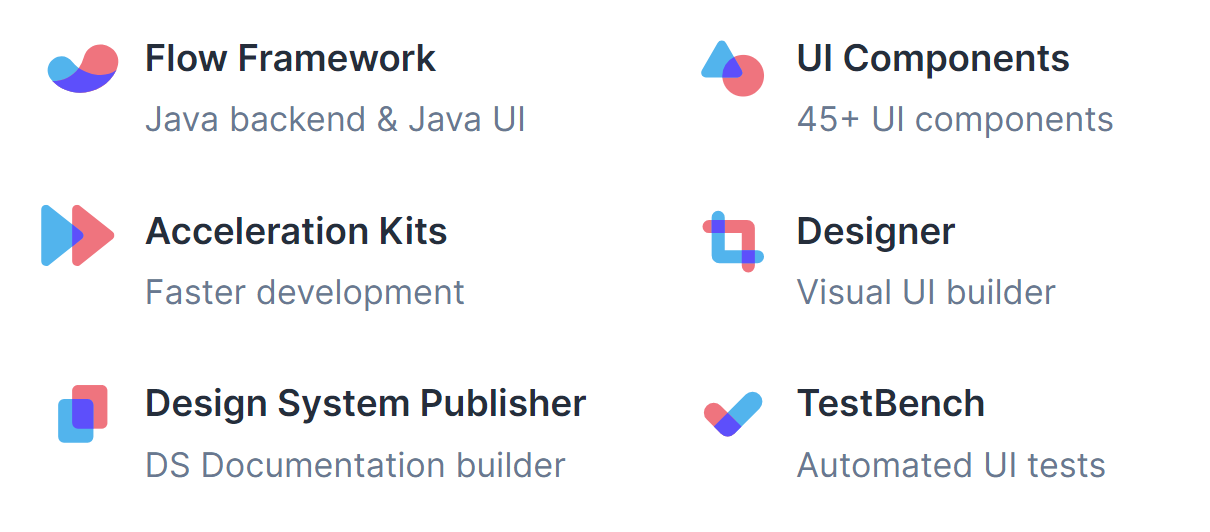 Flow Framework
Java backend & Java UI
UI Components
45+ UI components
Acceleration Kits
Faster development
Designer
Visual UI builder
Design System Publisher
DS Documentation builder
TestBench
Automated UI tests